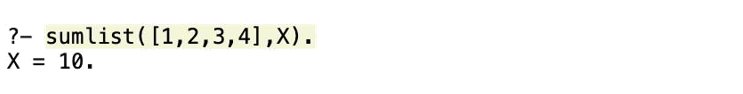 ?- sumlist([1,2,3,4],X).
X = 10.